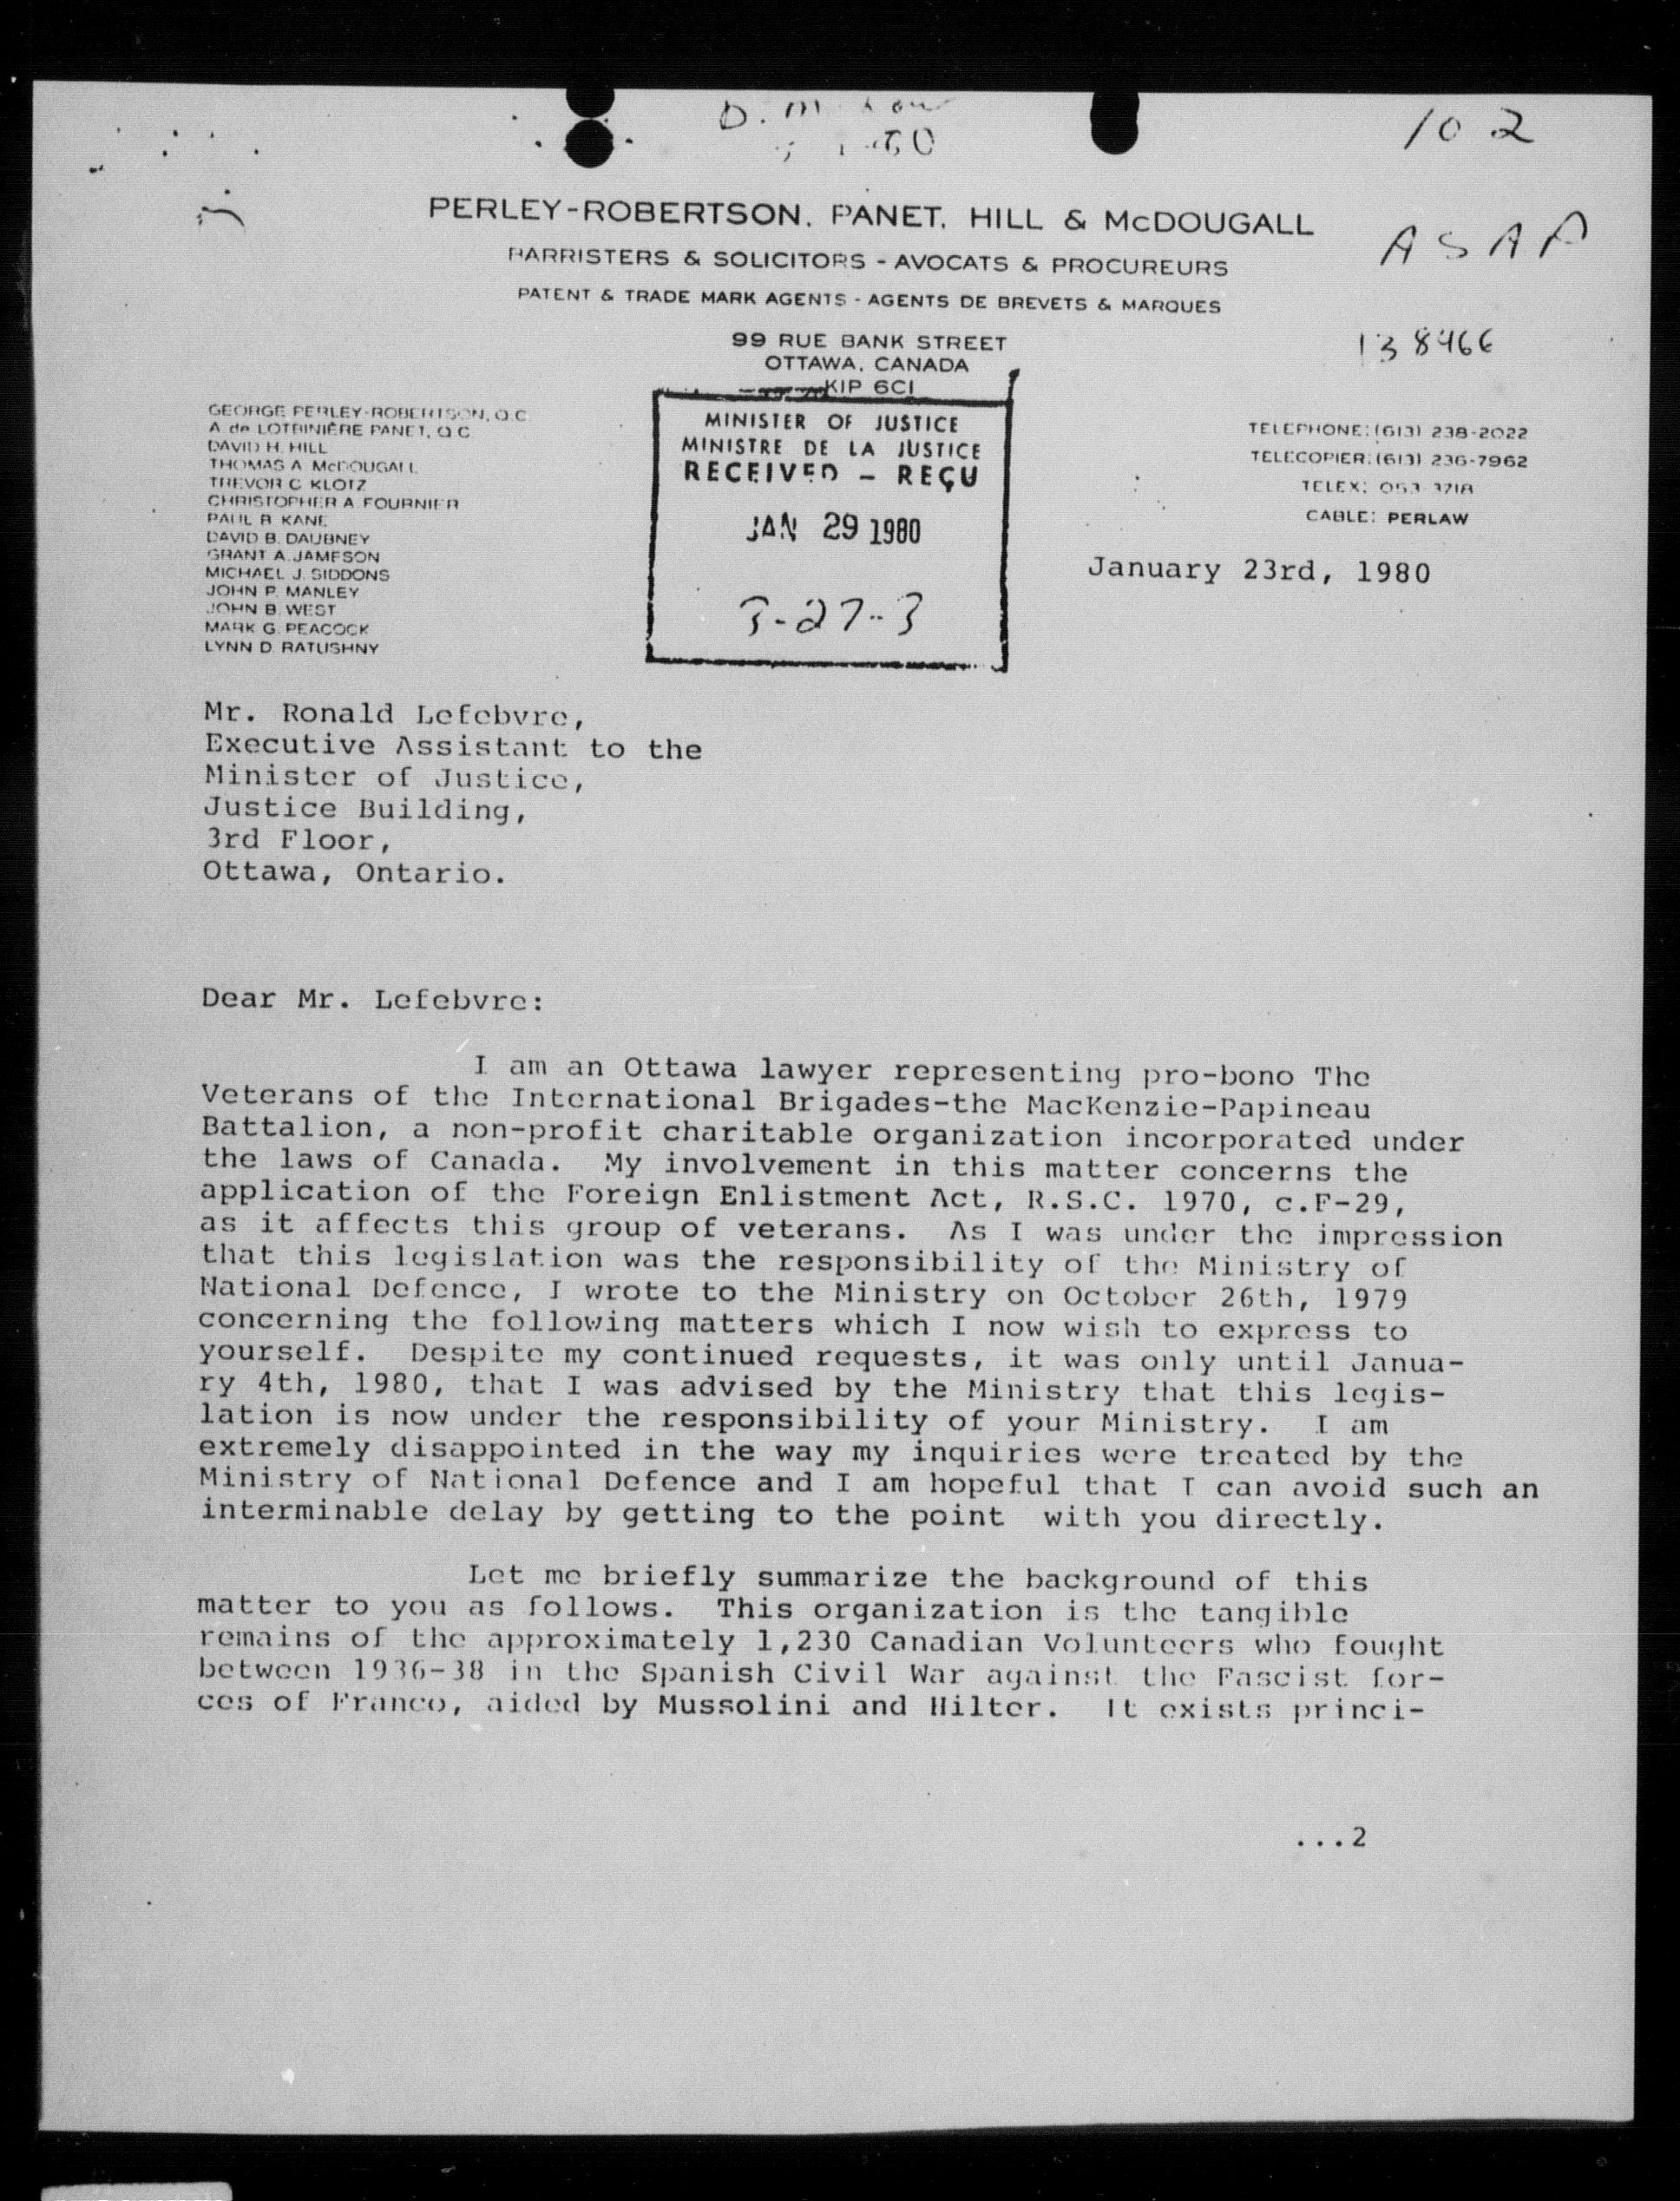 102
PERLEY-ROBERTSON, PANET, HILL & McDOUGALL
ASAP
BARRISTERS & SOLICITORS - AVOCATS & PROCUREURS
PATENT & TRADE MARK AGENTS - AGENTS DE BREVETS & MARQUES
99 RUE BANK STREET
OTTAWA, CANADA
K1P 6C1
138466
GEORGE PERLEY-ROBERTSON, Q.C.
A. de LOTBINIÈRE PANET, Q.C.
DAVID H. HILL
THOMAS A. McDOUGALL
TREVOR C. KLOTZ
CHRISTOPHER A. FOURNIER
PAUL B. KANE
DAVID B. DAUBNEY
GRANT A. JAMESON
MICHAEL J. SIDDONS
JOHN P. MANLEY
JOHN B. WEST
MARK G. PEACOCK
LYNN D. RATUSHNY
MINISTER OF JUSTICE
MINISTRE DE LA JUSTICE
RECEIVED - REÇU
JAN 29 1980
3-27-3
TELEPHONE: (613) 238-2022
TELECOPIER: (613) 236-7962
TELEX: 053-3718
CABLE: PERLAW
January 23rd, 1980
Mr. Ronald Lefebvre,
Executive Assistant to the
Minister of Justice,
Justice Building,
3rd Floor,
Ottawa, Ontario.
Dear Mr. Lefebvre:
I am an Ottawa lawyer representing pro-bono The
Veterans of the International Brigades-the MacKenzie-Papineau
Battalion, a non-profit charitable organization incorporated under
the laws of Canada. My involvement in this matter concerns the
application of the Foreign Enlistment Act, R.S.C. 1970, c.F-29,
as it affects this group of veterans. As I was under the impression
that this legislation was the responsibility of the Ministry of
National Defence, I wrote to the Ministry on October 26th, 1979
concerning the following matters which I now wish to express to
yourself. Despite my continued requests, it was only until Janua-
ry 4th, 1980, that I was advised by the Ministry that this legis-
lation is now under the responsibility of your Ministry. I am
extremely disappointed in the way my inquiries were treated by the
Ministry of National Defence and I am hopeful that I can avoid such an
interminable delay by getting to the point with you directly.
Let me briefly summarize the background of this
matter to you as follows. This organization is the tangible
remains of the approximately 1,230 Canadian Volunteers who fought
between 1936-38 in the Spanish Civil War against the Fascist for-
ces of Franco, aided by Mussolini and Hilter. It exists princi-
...2